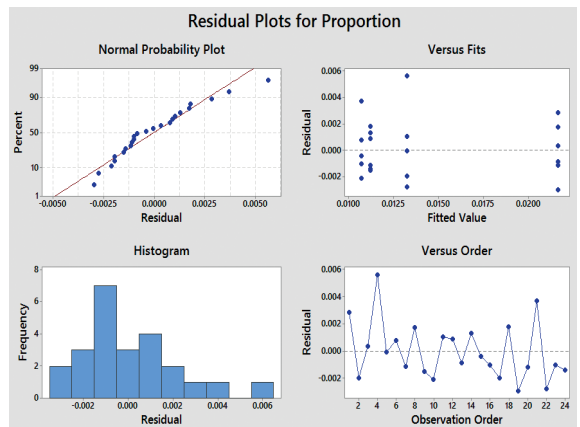 Residual Plots for Proportion
Normal Probability Plot
99
90
50
10
1
Percent
-0.0050 -0.0025 0.0000 0.0025 0.0050
Residual
Versus Fits
0.006
0.004
0.002
0.000
-0.002
Residual
0.0100 0.0125 0.0150 0.0175 0.0200
Fitted Value
Histogram
8
6
4
2
0
Frequency
-0.002 0.000 0.002 0.004 0.006
Residual
Versus Order
0.006
0.004
0.002
0.000
-0.002
Residual
2 4 6 8 10 12 14 16 18 20 22 24
Observation Order